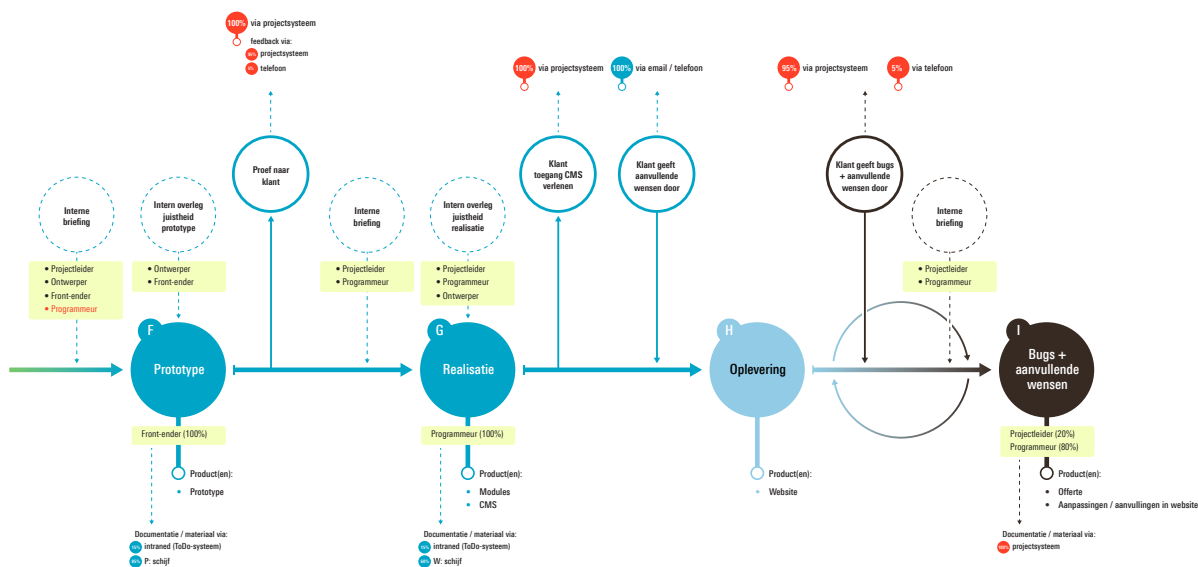 100% via projectsysteem
feedback via:
95% projectsysteem
5% telefoon
100% via projectsysteem
100% via email / telefoon
95% via projectsysteem
5% via telefoon
Proef naar
klant
Klant
toegang CMS
verlenen
Klant geeft
aanvullende
wensen door
Klant geeft bugs
+ aanvullende
wensen door
Interne
briefing
Intern overleg
juistheid
prototype
Interne
briefing
Intern overleg
juistheid
realisatie
Interne
briefing
• Projectleider
• Ontwerper
• Front-ender
• Programmeur
• Ontwerper
• Front-ender
• Projectleider
• Programmeur
• Projectleider
• Programmeur
• Ontwerper
• Projectleider
• Programmeur
F
Prototype
G
Realisatie
H
Oplevering
I
Bugs +
aanvullende
wensen
Front-ender (100%)
Programmeur (100%)
Projectleider (20%)
Programmeur (80%)
Product(en):
• Prototype
Product(en):
• Modules
• CMS
Product(en):
• Website
Product(en):
• Offerte
• Aanpassingen / aanvullingen in website
Documentatie / materiaal via:
15% intraned (ToDo-systeem)
85% P: schijf
Documentatie / materiaal via:
15% intraned (ToDo-systeem)
W: schijf
Documentatie / materiaal via:
100% projectsysteem